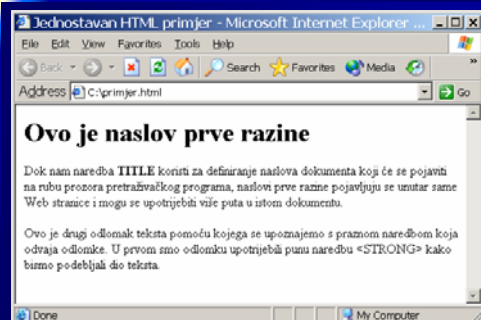 Jednostavan HTML primjer - Microsoft Internet Explorer ...
File Edit View Favorites Tools Help
Back Search Favorites Media »
Address C:\primjer.html Go
Ovo je naslov prve razine
Dok nam naredba TITLE koristi za definiranje naslova dokumenta koji će se pojaviti
na rubu prozora pretraživačkog programa, naslovi prve razine pojavljuju se unutar same
Web stranice i mogu se upotrijebiti više puta u istom dokumentu.
Ovo je drugi odlomak teksta pomoću kojega se upoznajemo s praznom naredbom koja
odvaja odlomke. U prvom smo odlomku upotrijebili punu naredbu <STRONG> kako
bismo podebljali dio teksta.
Done My Computer